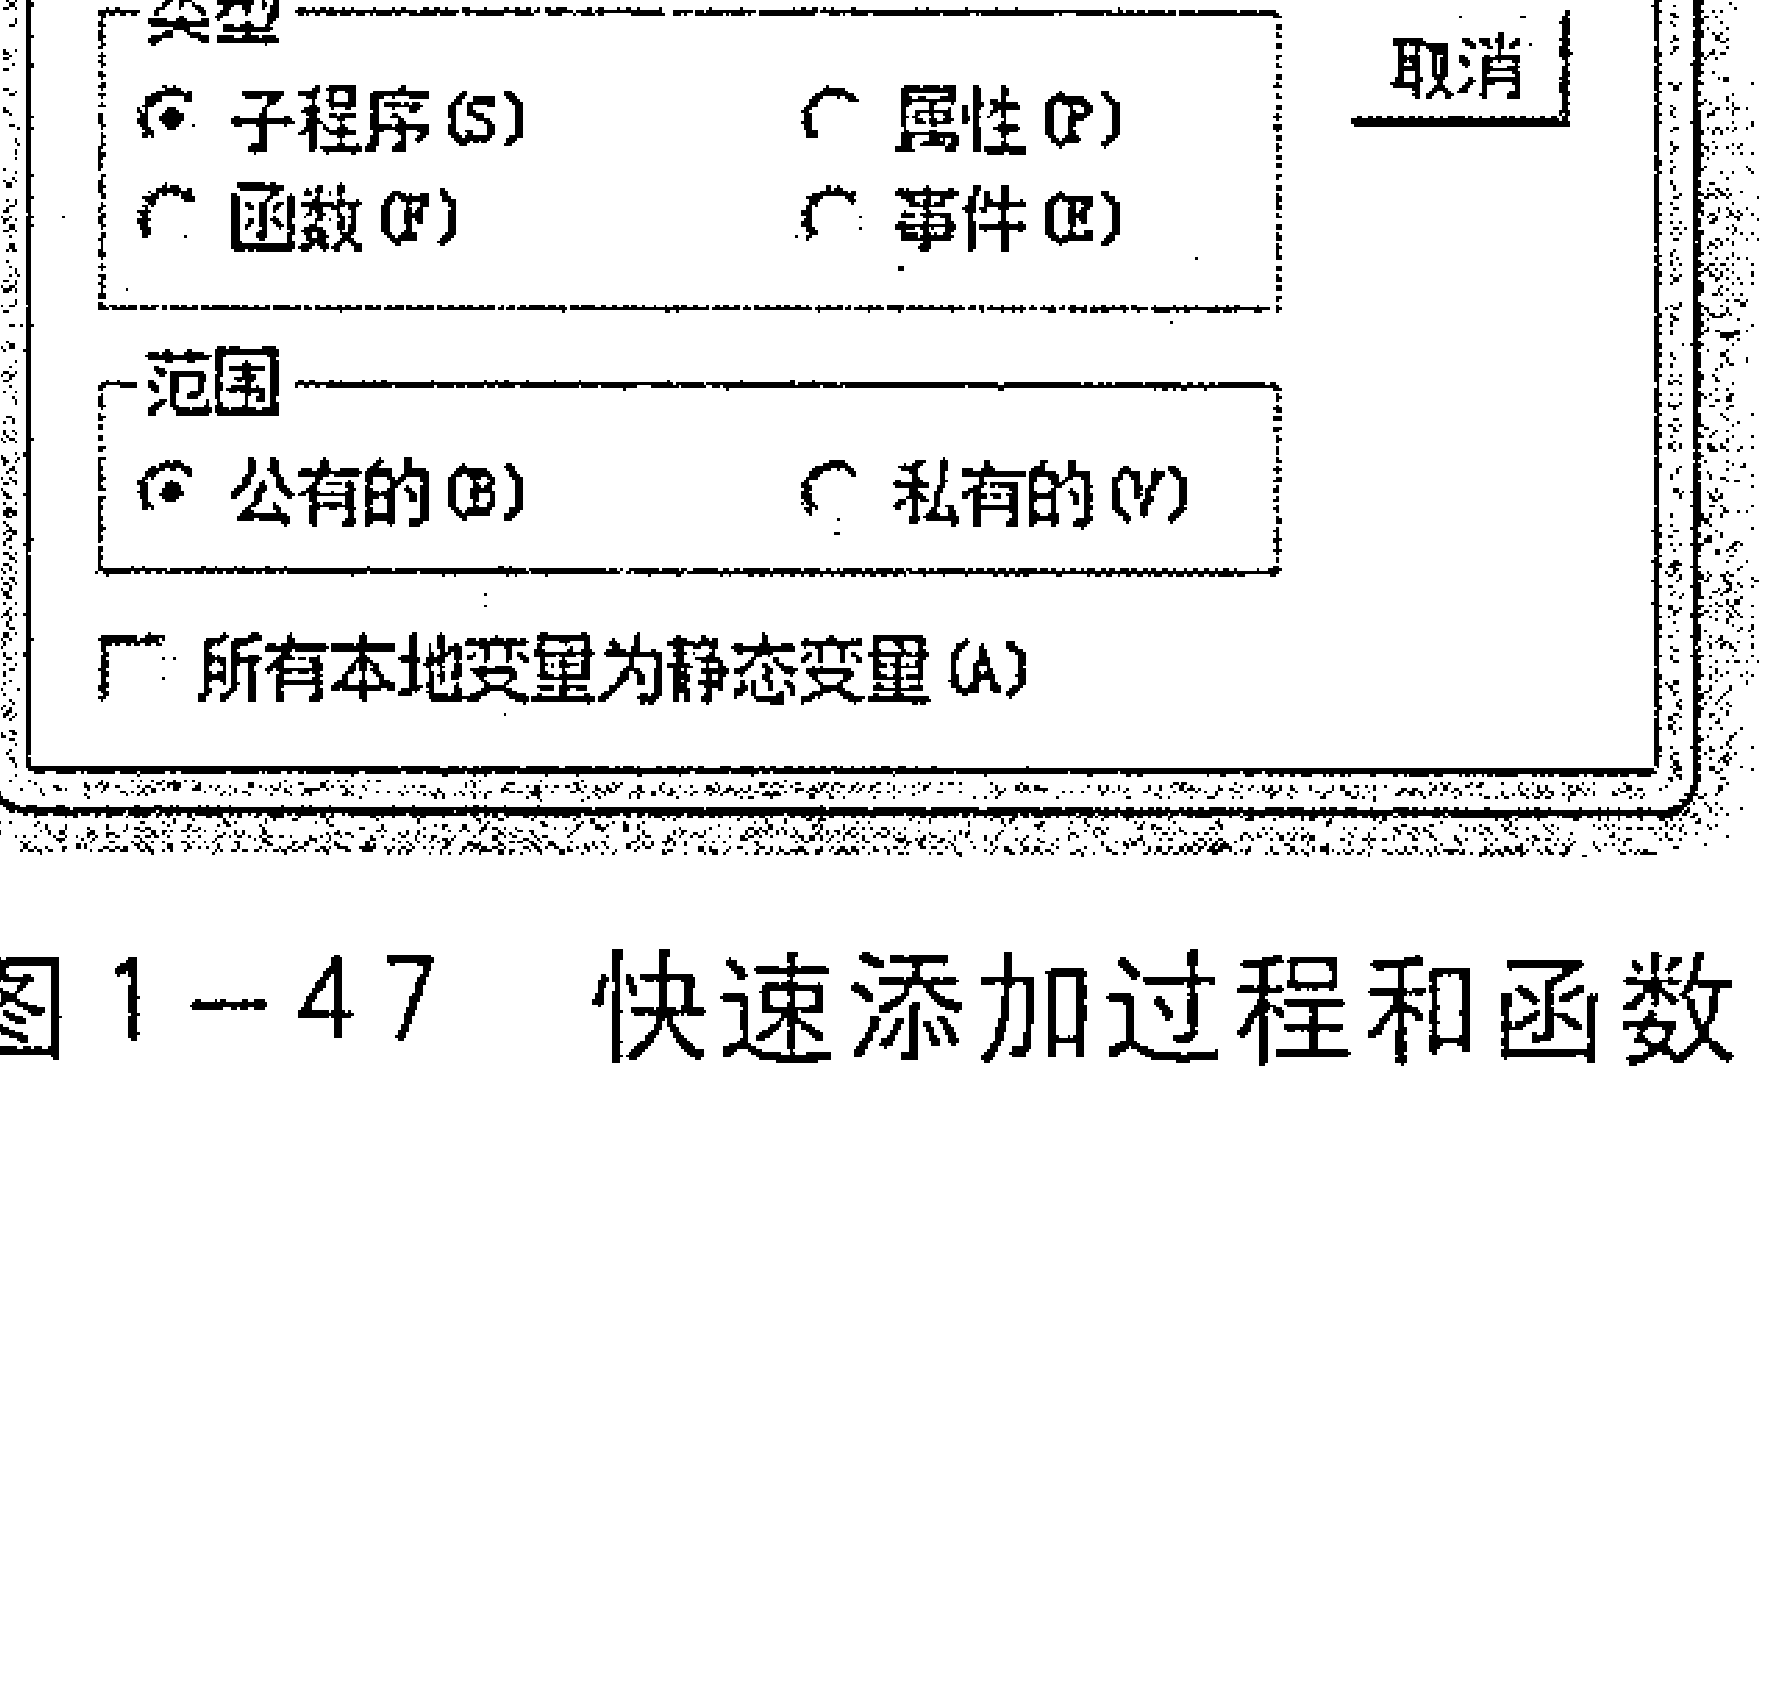 类型
取消
子程序(S) 属性(P)
函数(F) 事件(E)
范围
公有的(B) 私有的(V)
所有本地变量为静态变量(A)
图1-47 快速添加过程和函数